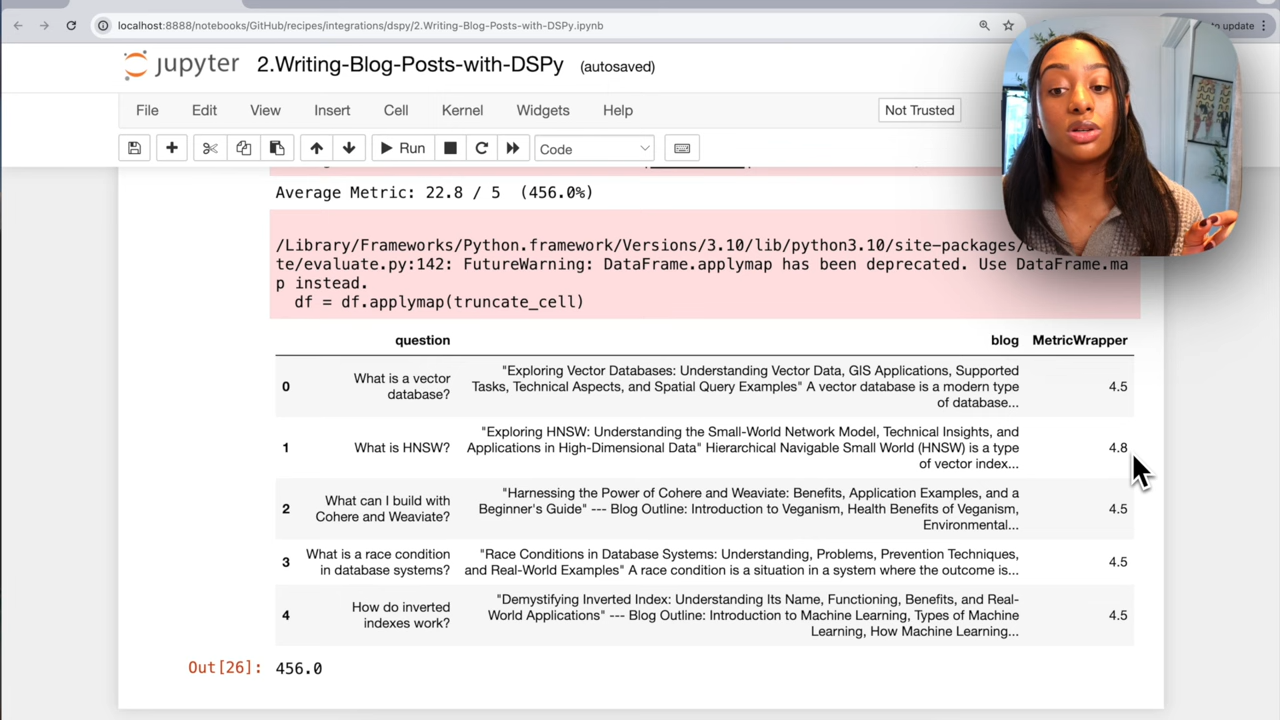 localhost:8888/notebooks/GitHub/recipes/integrations/dspy/2.Writing-Blog-Posts-with-DSPy.ipynb
to update
jupyter 2.Writing-Blog-Posts-with-DSPy (autosaved)
File Edit View Insert Cell Kernel Widgets Help Not Trusted
Run Code
Average Metric: 22.8 / 5 (456.0%)
/Library/Frameworks/Python.framework/Versions/3.10/lib/python3.10/site-packages/
te/evaluate.py:142: FutureWarning: DataFrame.applymap has been deprecated. Use DataFrame.ma
p instead.
df = df.applymap(truncate_cell)
question blog MetricWrapper
0 What is a vector database? "Exploring Vector Databases: Understanding Vector Data, GIS Applications, Supported
Tasks, Technical Aspects, and Spatial Query Examples" A vector database is a modern type
of database... 4.5
1 What is HNSW? "Exploring HNSW: Understanding the Small-World Network Model, Technical Insights, and
Applications in High-Dimensional Data" Hierarchical Navigable Small World (HNSW) is a type
of vector index... 4.8
2 What can I build with Cohere and Weaviate? "Harnessing the Power of Cohere and Weaviate: Benefits, Application Examples, and a
Beginner's Guide" --- Blog Outline: Introduction to Veganism, Health Benefits of Veganism,
Environmental... 4.5
3 What is a race condition in database systems? "Race Conditions in Database Systems: Understanding, Problems, Prevention Techniques,
and Real-World Examples" A race condition is a situation in a system where the outcome is... 4.5
4 How do inverted indexes work? "Demystifying Inverted Index: Understanding Its Name, Functioning, Benefits, and Real-
World Applications" --- Blog Outline: Introduction to Machine Learning, Types of Machine
Learning, How Machine Learning... 4.5
Out[26]: 456.0